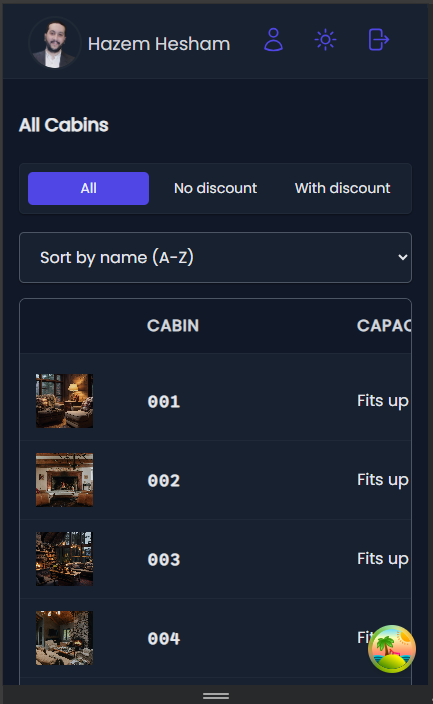 Hazem Hesham
All Cabins
All No discount With discount
Sort by name (A-Z)
CABIN CAPAC
001 Fits up
002 Fits up
003 Fits up
004 Fit